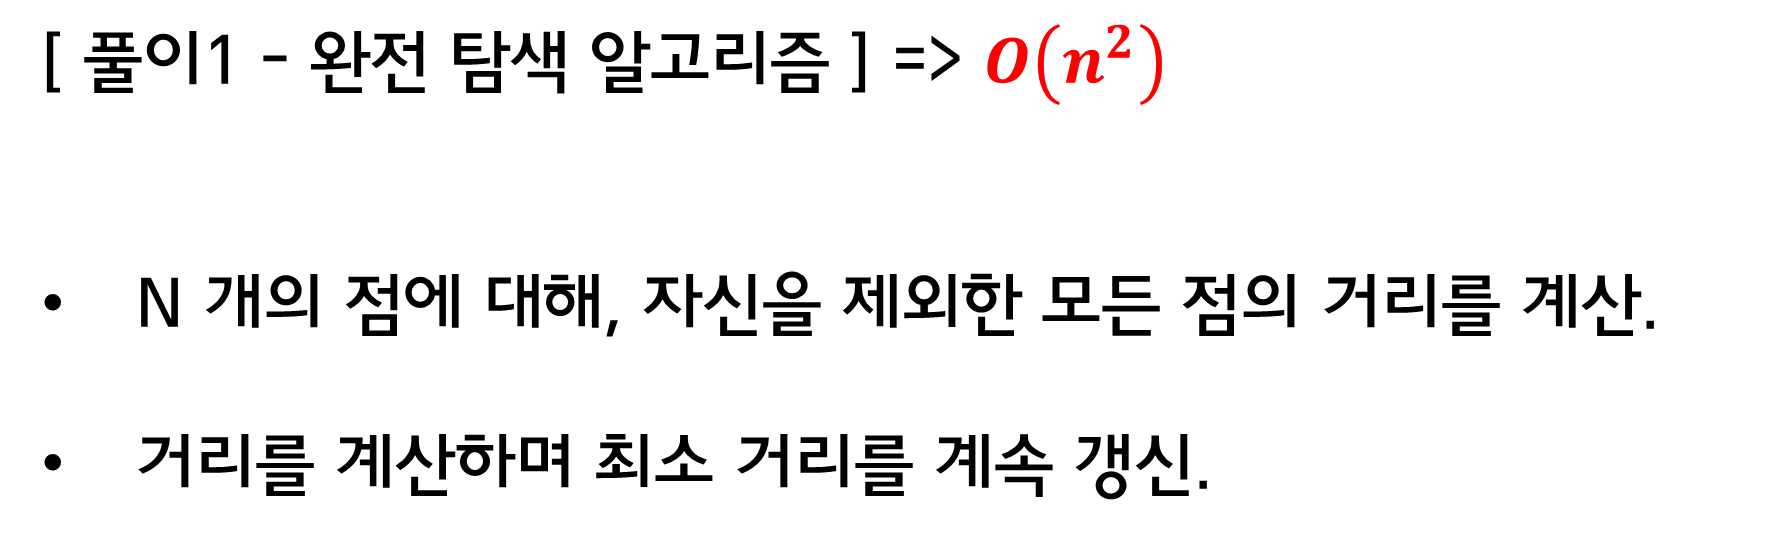 [ 풀이1 - 완전 탐색 알고리즘 ] => O(n²)
• N 개의 점에 대해, 자신을 제외한 모든 점의 거리를 계산.
• 거리를 계산하며 최소 거리를 계속 갱신.